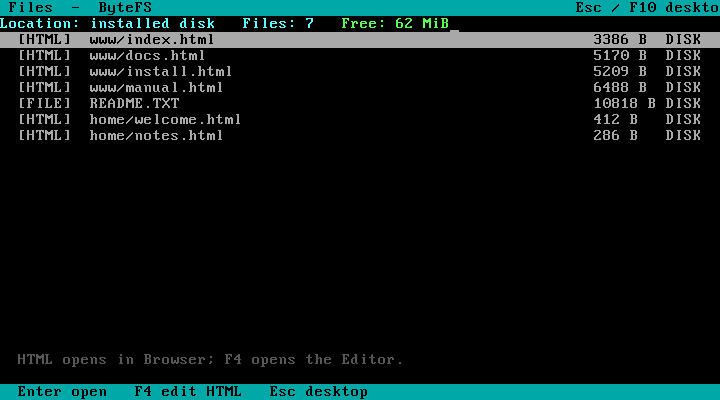 Files - ByteFS Esc / F10 deskto
Location: installed disk Files: 7 Free: 62 MiB_
[HTML] www/index.html 3386 B DISK
[HTML] www/docs.html 5170 B DISK
[HTML] www/install.html 5209 B DISK
[HTML] www/manual.html 6488 B DISK
[FILE] README.TXT 10818 B DISK
[HTML] home/welcome.html 412 B DISK
[HTML] home/notes.html 286 B DISK
HTML opens in Browser; F4 opens the Editor.
Enter open F4 edit HTML Esc desktop